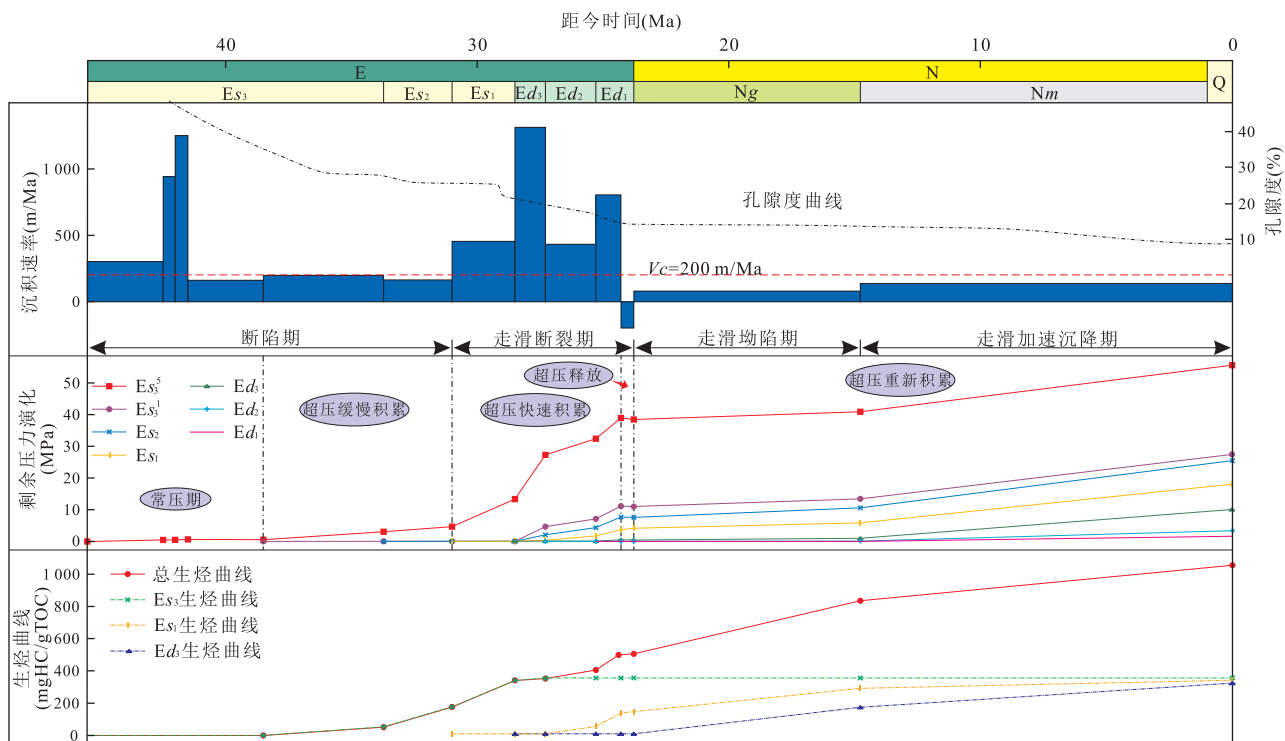 距今时间(Ma)
40 30 20 10 0
E N Q
Es₃ Es₂ Es₁ Ed₃ Ed₂ Ed₁ Ng Nm
沉积速率(m/Ma)
1 000
500
0
孔隙度(%)
40
30
20
10
孔隙度曲线
Vc=200 m/Ma
断陷期 走滑断裂期 走滑坳陷期 走滑加速沉降期
剩余压力演化
(MPa)
50
40
30
20
10
0
Es₃⁵ Ed₃
Es₃¹ Ed₂
Es₂ Ed₁
Es₁
常压期
超压缓慢积累
超压快速积累
超压释放
超压重新积累
生烃曲线
(mgHC/gTOC)
1 000
800
600
400
200
0
总生烃曲线
Es₃生烃曲线
Es₁生烃曲线
Ed₃生烃曲线